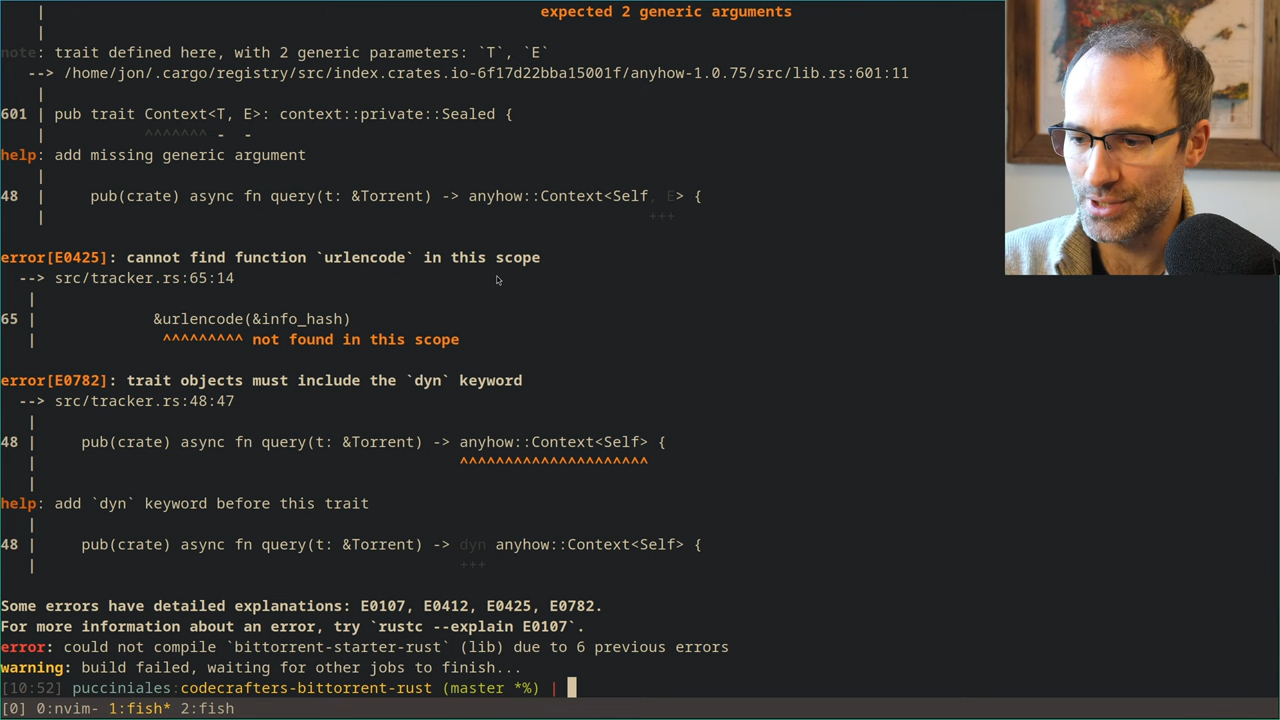 |                                                        expected 2 generic arguments
|
note: trait defined here, with 2 generic parameters: `T`, `E`
--> /home/jon/.cargo/registry/src/index.crates.io-6f17d22bba15001f/anyhow-1.0.75/src/lib.rs:601:11
|
601 | pub trait Context<T, E>: context::private::Sealed {
|           ^^^^^^^ -  -
help: add missing generic argument
|
48  |     pub(crate) async fn query(t: &Torrent) -> anyhow::Context<Self, E> {
|                                                                   +++
error[E0425]: cannot find function `urlencode` in this scope
--> src/tracker.rs:65:14
|
65 |             &urlencode(&info_hash)
|              ^^^^^^^^^ not found in this scope
error[E0782]: trait objects must include the `dyn` keyword
--> src/tracker.rs:48:47
|
48 |     pub(crate) async fn query(t: &Torrent) -> anyhow::Context<Self> {
|                                               ^^^^^^^^^^^^^^^^^^^^^
|
help: add `dyn` keyword before this trait
|
48 |     pub(crate) async fn query(t: &Torrent) -> dyn anyhow::Context<Self> {
|                                               +++
Some errors have detailed explanations: E0107, E0412, E0425, E0782.
For more information about an error, try `rustc --explain E0107`.
error: could not compile `bittorrent-starter-rust` (lib) due to 6 previous errors
warning: build failed, waiting for other jobs to finish...
[10:52] pucciniales:codecrafters-bittorrent-rust (master *%) |
[0] 0:nvim- 1:fish* 2:fish